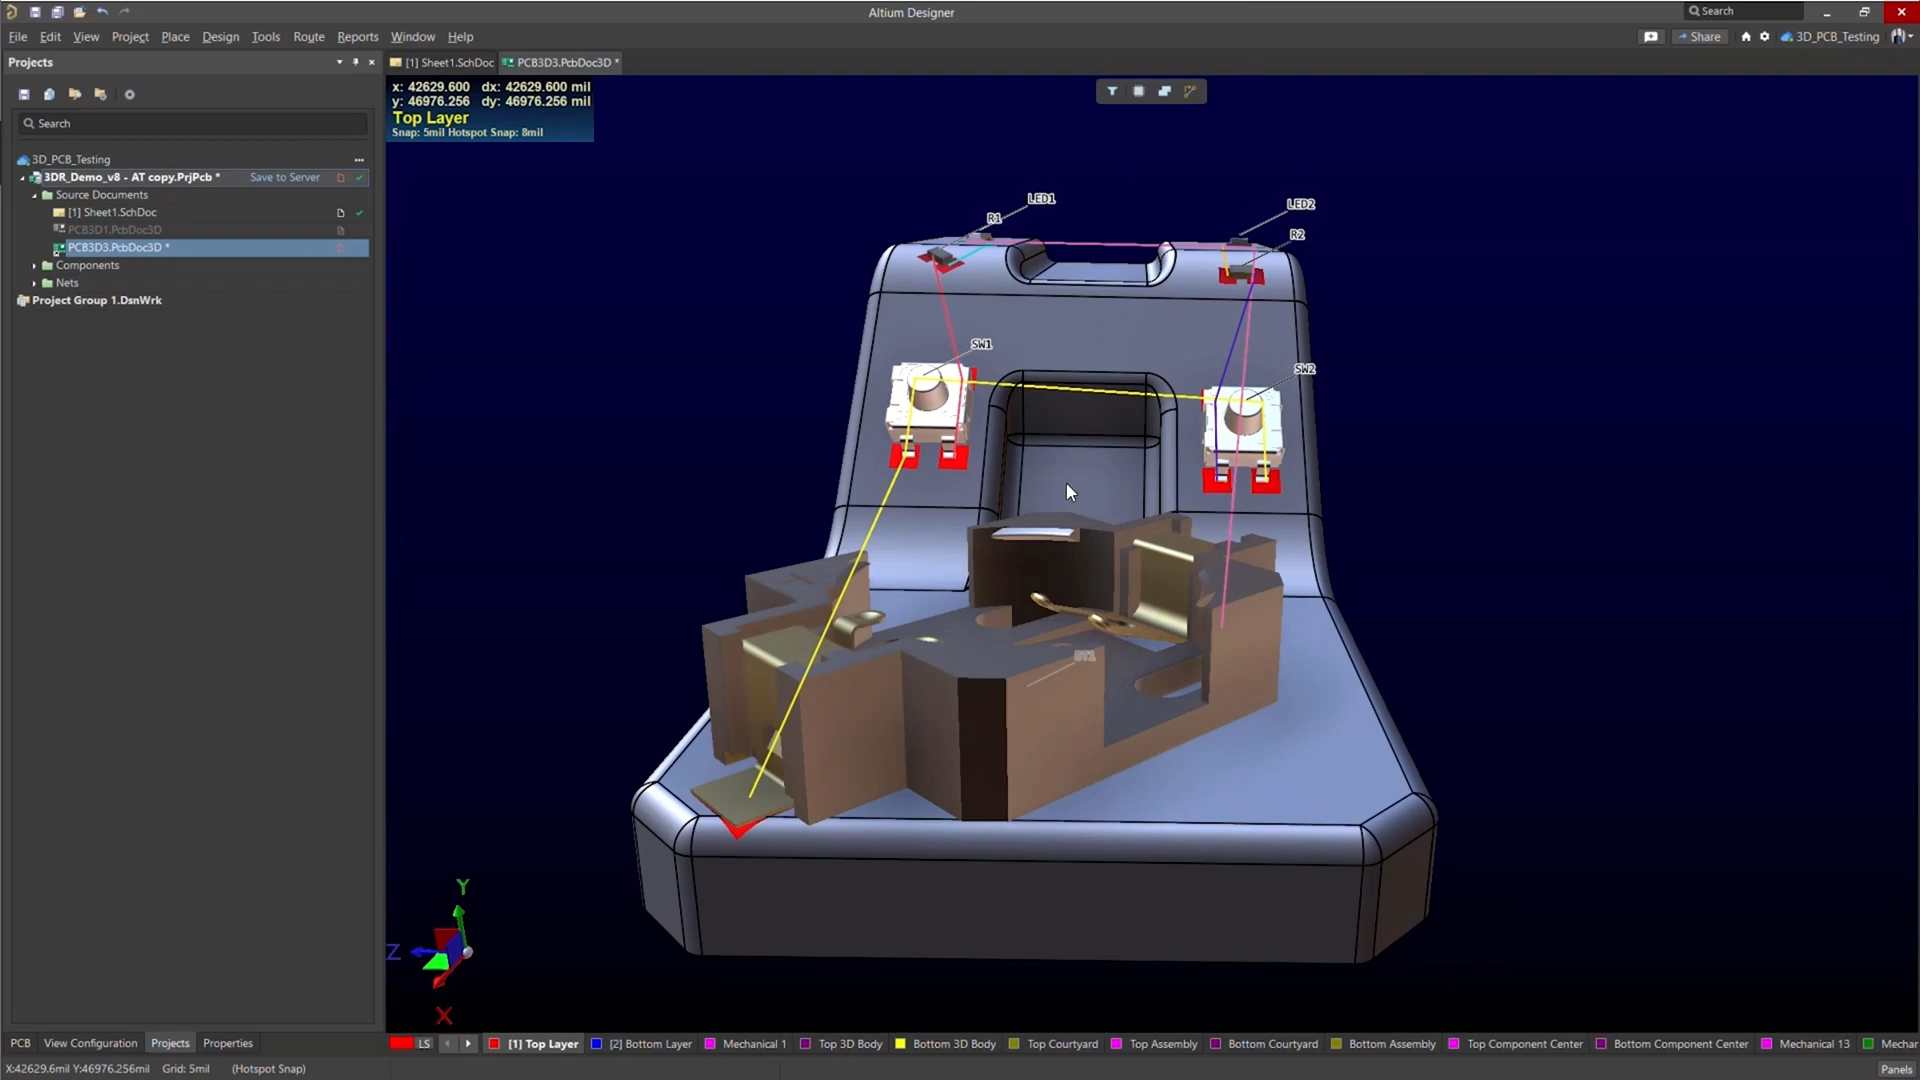 Altium Designer
Search
File Edit View Project Place Design Tools Route Reports Window Help
Share
3D_PCB_Testing
Projects
[1] Sheet1.SchDoc
PCB3D3.PcbDoc3D *
x: 42629.600 dx: 42629.600 mil
y: 46976.256 dy: 46976.256 mil
Top Layer
Snap: 5mil Hotspot Snap: 8mil
Search
3D_PCB_Testing
3DR_Demo_v8 - AT copy.PrjPcb * Save to Server
Source Documents
[1] Sheet1.SchDoc
PCB3D1.PcbDoc3D
PCB3D3.PcbDoc3D *
Components
Nets
Project Group 1.DsnWrk
LED1
R1
LED2
R2
SW1
SW2
BT1
Y
Z
X
PCB View Configuration Projects Properties
LS [1] Top Layer [2] Bottom Layer Mechanical 1 Top 3D Body Bottom 3D Body Top Courtyard Top Assembly Bottom Courtyard Bottom Assembly Top Component Center Bottom Component Center Mechanical 13 Mechar
X:42629.6mil Y:46976.256mil Grid: 5mil (Hotspot Snap)
Panels